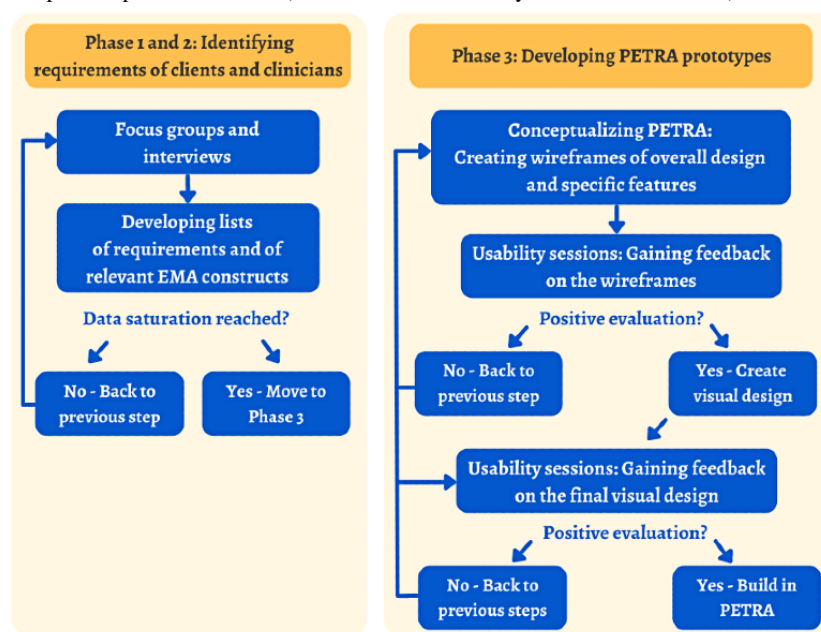 Phase 1 and 2: Identifying
requirements of clients and clinicians
Focus groups and
interviews
Developing lists
of requirements and of
relevant EMA constructs
Data saturation reached?
No - Back to
previous step
Yes - Move to
Phase 3
Phase 3: Developing PETRA prototypes
Conceptualizing PETRA:
Creating wireframes of overall design
and specific features
Usability sessions: Gaining feedback
on the wireframes
Positive evaluation?
No - Back to
previous step
Yes - Create
visual design
Usability sessions: Gaining feedback
on the final visual design
Positive evaluation?
No - Back to
previous steps
Yes - Build in
PETRA